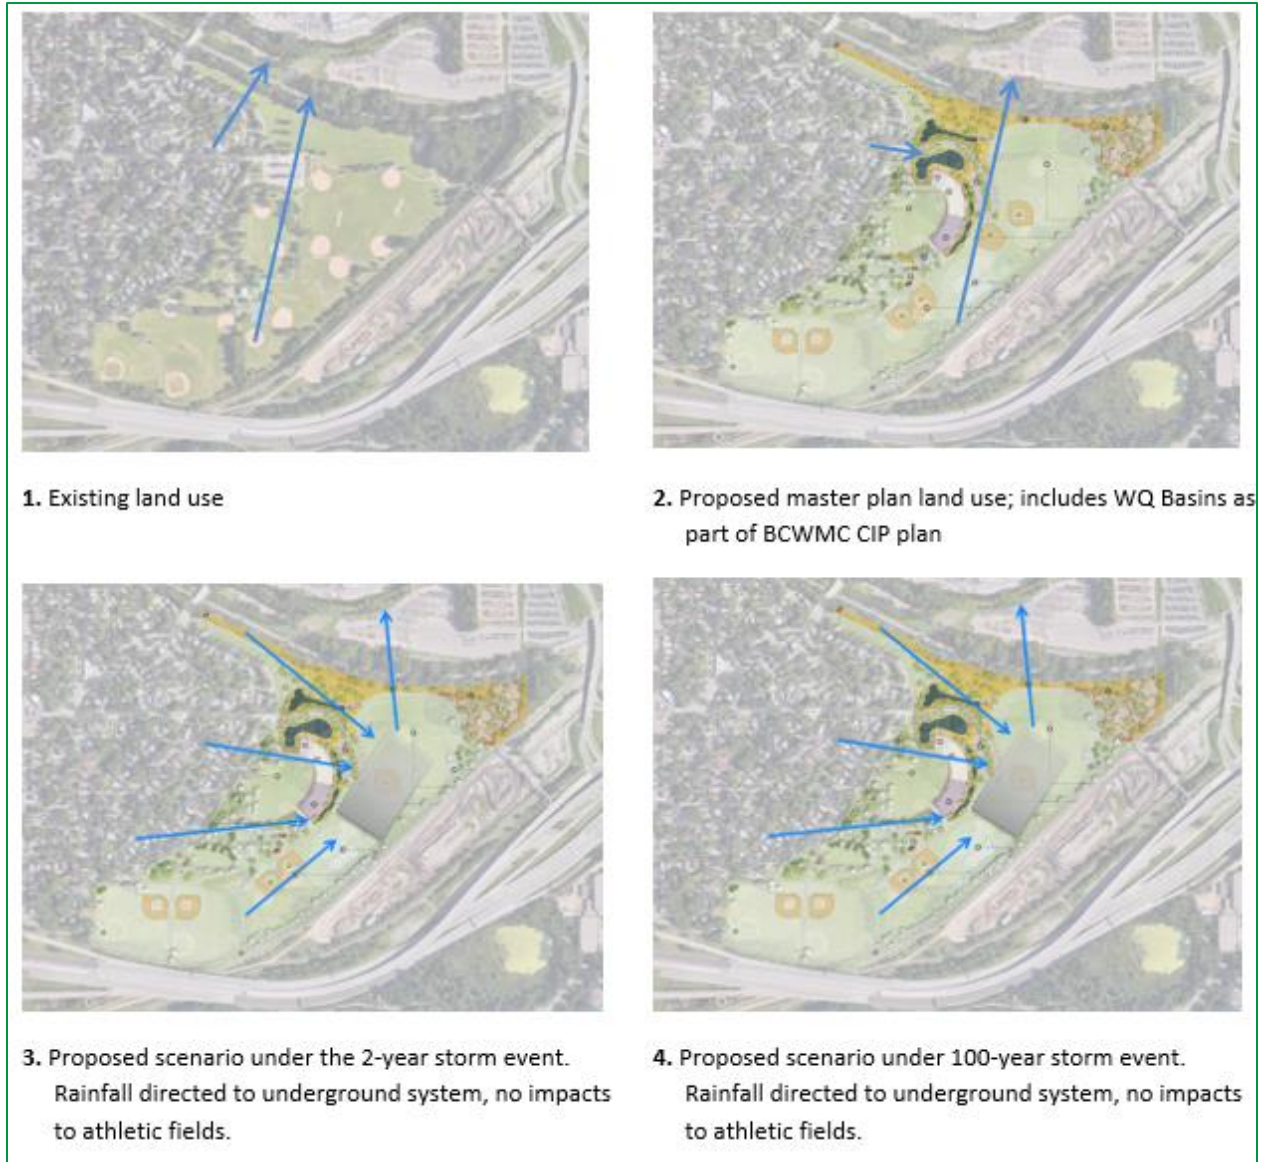 1. Existing land use
2. Proposed master plan land use; includes WQ Basins as
part of BCWMC CIP plan
3. Proposed scenario under the 2-year storm event.
Rainfall directed to underground system, no impacts
to athletic fields.
4. Proposed scenario under 100-year storm event.
Rainfall directed to underground system, no impacts
to athletic fields.